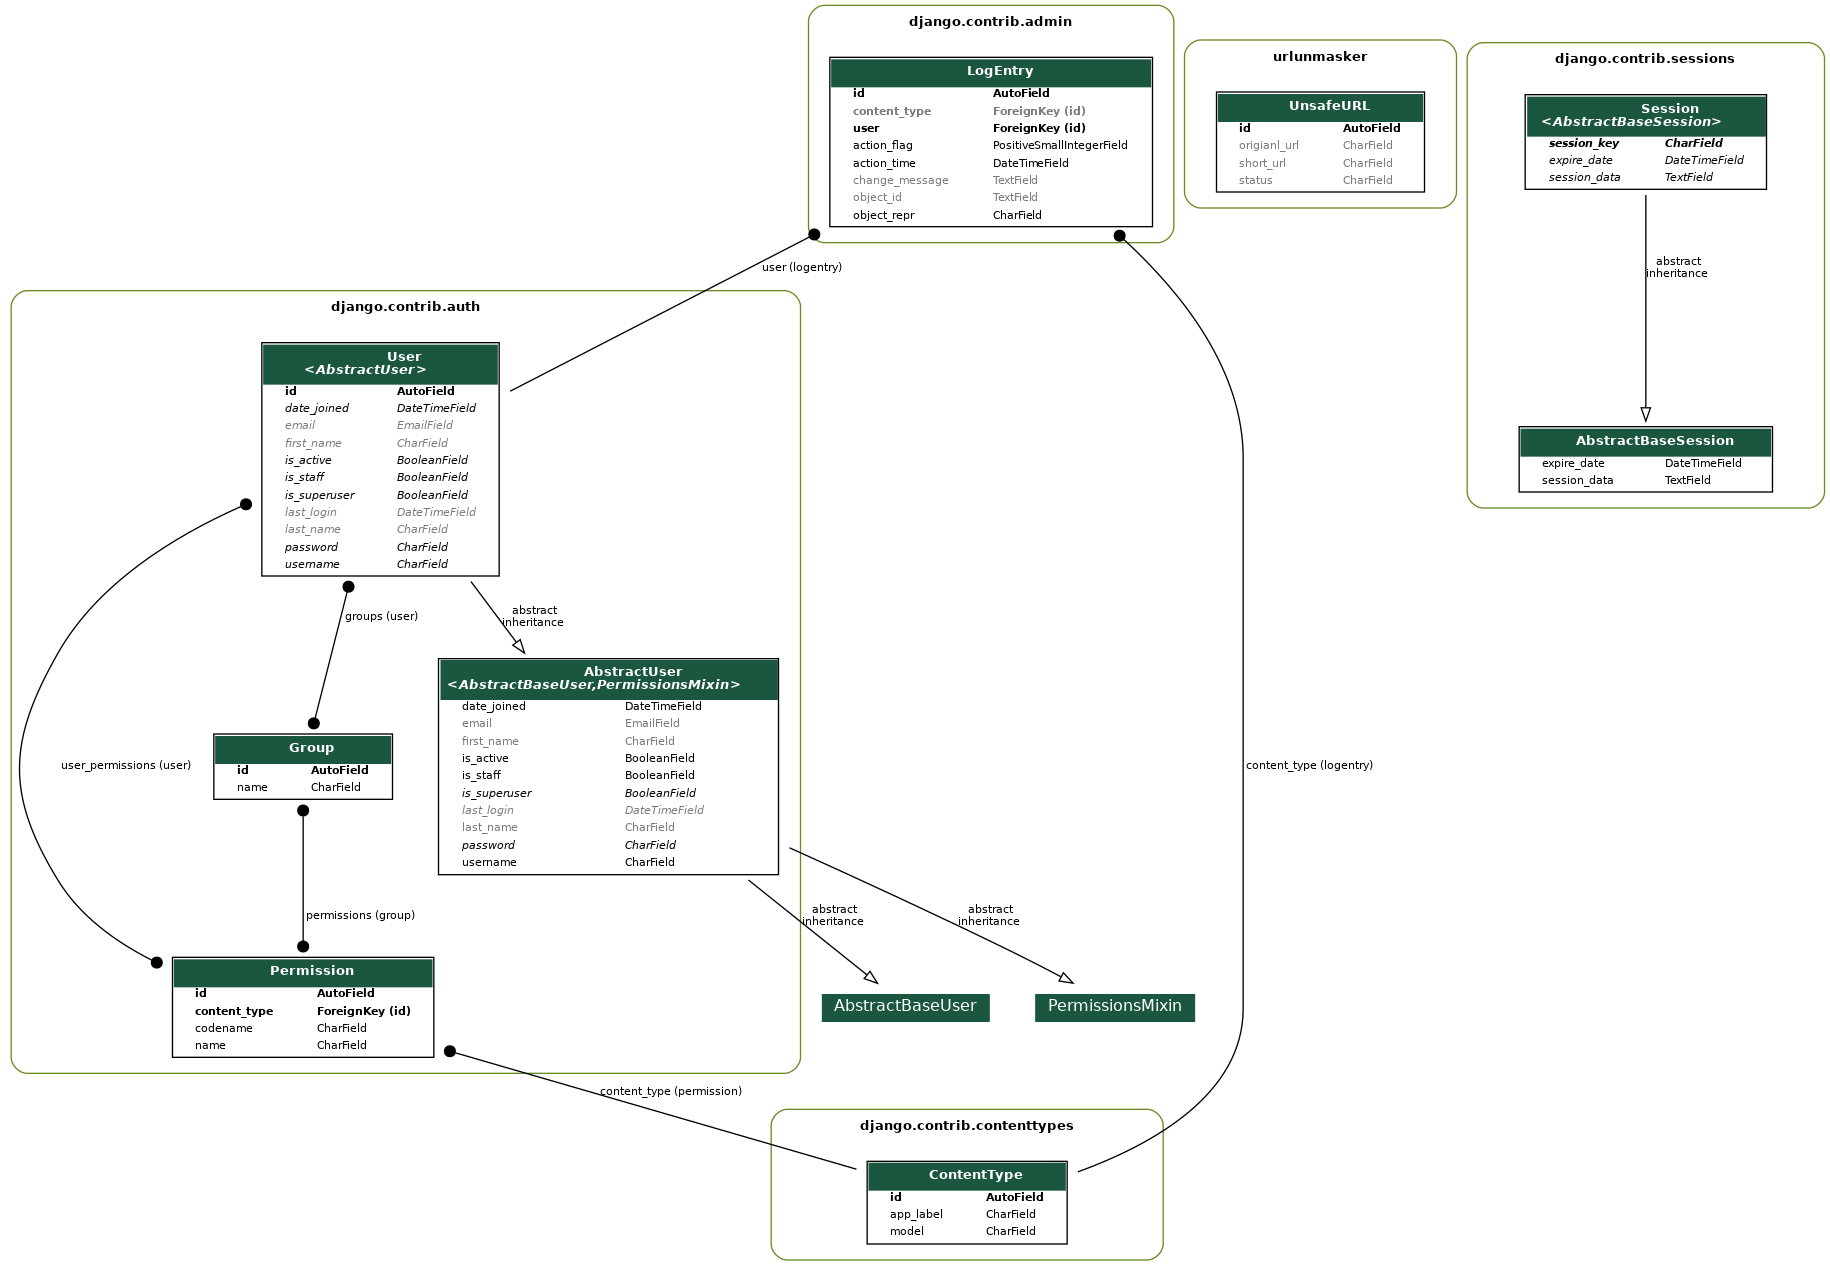 django.contrib.admin
LogEntry
id AutoField
content_type ForeignKey (id)
user ForeignKey (id)
action_flag PositiveSmallIntegerField
action_time DateTimeField
change_message TextField
object_id TextField
object_repr CharField
urlunmasker
UnsafeURL
id AutoField
origianl_url CharField
short_url CharField
status CharField
django.contrib.sessions
Session
<AbstractBaseSession>
session_key CharField
expire_date DateTimeField
session_data TextField
abstract
inheritance
AbstractBaseSession
expire_date DateTimeField
session_data TextField
user (logentry)
django.contrib.auth
User
<AbstractUser>
id AutoField
date_joined DateTimeField
email EmailField
first_name CharField
is_active BooleanField
is_staff BooleanField
is_superuser BooleanField
last_login DateTimeField
last_name CharField
password CharField
username CharField
groups (user)
abstract
inheritance
AbstractUser
<AbstractBaseUser,PermissionsMixin>
date_joined DateTimeField
email EmailField
first_name CharField
is_active BooleanField
is_staff BooleanField
is_superuser BooleanField
last_login DateTimeField
last_name CharField
password CharField
username CharField
user_permissions (user)
Group
id AutoField
name CharField
content_type (logentry)
permissions (group)
abstract
inheritance
abstract
inheritance
Permission
id AutoField
content_type ForeignKey (id)
codename CharField
name CharField
AbstractBaseUser
PermissionsMixin
content_type (permission)
django.contrib.contenttypes
ContentType
id AutoField
app_label CharField
model CharField